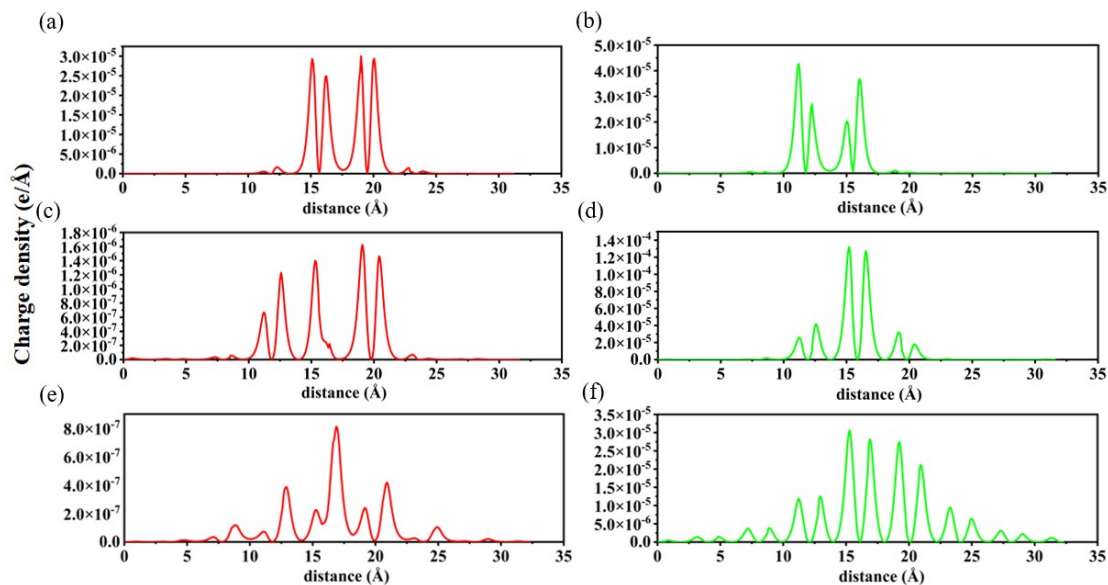 (a)
3.0×10⁻⁵
2.5×10⁻⁵
2.0×10⁻⁵
1.5×10⁻⁵
1.0×10⁻⁵
5.0×10⁻⁶
0.0
0 5 10 15 20 25 30 35
distance (Å)
(b)
5.0×10⁻⁵
4.0×10⁻⁵
3.0×10⁻⁵
2.0×10⁻⁵
1.0×10⁻⁵
0.0
0 5 10 15 20 25 30 35
distance (Å)
Charge density (e/Å)
(c)
1.8×10⁻⁶
1.6×10⁻⁶
1.4×10⁻⁶
1.2×10⁻⁶
1.0×10⁻⁶
8.0×10⁻⁷
6.0×10⁻⁷
4.0×10⁻⁷
2.0×10⁻⁷
0.0
0 5 10 15 20 25 30 35
distance (Å)
(d)
1.4×10⁻⁴
1.2×10⁻⁴
1.0×10⁻⁴
8.0×10⁻⁵
6.0×10⁻⁵
4.0×10⁻⁵
2.0×10⁻⁵
0.0
0 5 10 15 20 25 30 35
distance (Å)
(e)
8.0×10⁻⁷
6.0×10⁻⁷
4.0×10⁻⁷
2.0×10⁻⁷
0.0
0 5 10 15 20 25 30 35
distance (Å)
(f)
3.5×10⁻⁵
3.0×10⁻⁵
2.5×10⁻⁵
2.0×10⁻⁵
1.5×10⁻⁵
1.0×10⁻⁵
5.0×10⁻⁶
0.0
0 5 10 15 20 25 30 35
distance (Å)